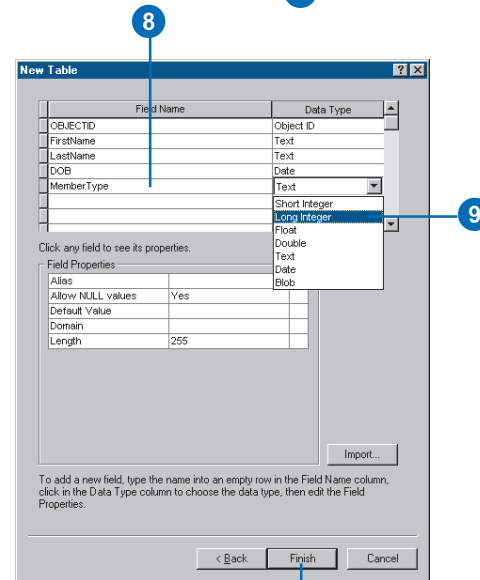 8
New Table
Field Name Data Type
OBJECTID Object ID
FirstName Text
LastName Text
DOB Date
MemberType Text
Short Integer
Long Integer
9
Float
Double
Text
Date
Blob
Click any field to see its properties.
Field Properties
Alias
Allow NULL values Yes
Default Value
Domain
Length 255
Import...
To add a new field, type the name into an empty row in the Field Name column,
click in the Data Type column to choose the data type, then edit the Field
Properties.
< Back Finish Cancel